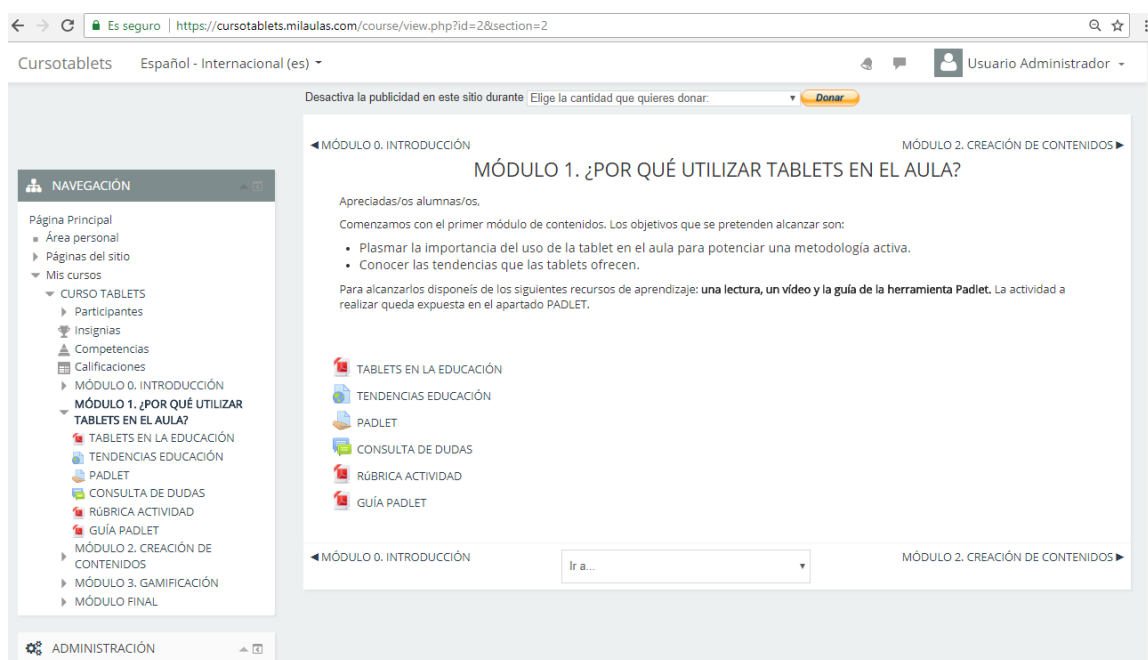 Es seguro | https://cursotablets.milaulas.com/course/view.php?id=2&section=2
Cursotablets Español - Internacional (es)
Usuario Administrador
Desactiva la publicidad en este sitio durante Elige la cantidad que quieres donar: Donar
MÓDULO 0. INTRODUCCIÓN
MÓDULO 2. CREACIÓN DE CONTENIDOS
MÓDULO 1. ¿POR QUÉ UTILIZAR TABLETS EN EL AULA?
Apreciadas/os alumnas/os,
Comenzamos con el primer módulo de contenidos. Los objetivos que se pretenden alcanzar son:
• Plasmar la importancia del uso de la tablet en el aula para potenciar una metodología activa.
• Conocer las tendencias que las tablets ofrecen.
Para alcanzarlos disponeís de los siguientes recursos de aprendizaje: una lectura, un vídeo y la guía de la herramienta Padlet. La actividad a
realizar queda expuesta en el apartado PADLET.
TABLETS EN LA EDUCACIÓN
TENDENCIAS EDUCACIÓN
PADLET
CONSULTA DE DUDAS
RÚBRICA ACTIVIDAD
GUÍA PADLET
MÓDULO 0. INTRODUCCIÓN
Ir a...
MÓDULO 2. CREACIÓN DE CONTENIDOS
NAVEGACIÓN
Página Principal
Área personal
Páginas del sitio
Mis cursos
CURSO TABLETS
Participantes
Insignias
Competencias
Calificaciones
MÓDULO 0. INTRODUCCIÓN
MÓDULO 1. ¿POR QUÉ UTILIZAR
TABLETS EN EL AULA?
TABLETS EN LA EDUCACIÓN
TENDENCIAS EDUCACIÓN
PADLET
CONSULTA DE DUDAS
RÚBRICA ACTIVIDAD
GUÍA PADLET
MÓDULO 2. CREACIÓN DE
CONTENIDOS
MÓDULO 3. GAMIFICACIÓN
MÓDULO FINAL
ADMINISTRACIÓN